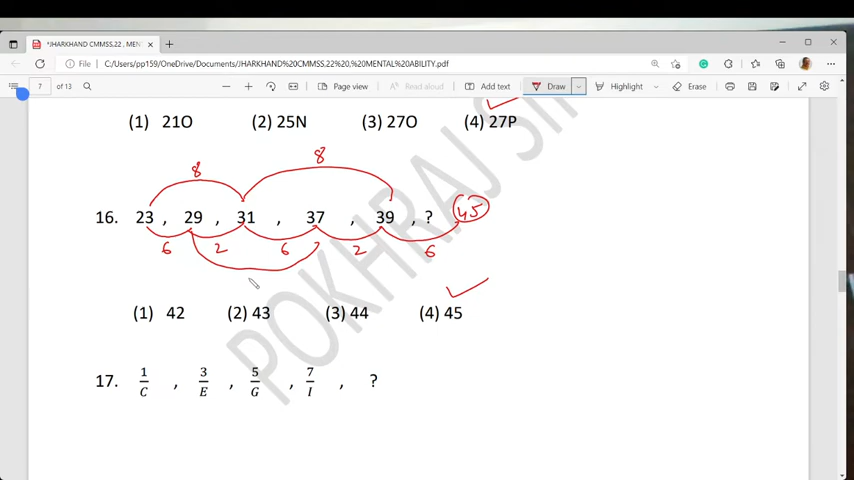 *JHARKHAND CMMSS,22 , MEN
File C:/Users/pp159/OneDrive/Documents/JHARKHAND%20CMMSS,22%20,%20MENTAL%20ABILITY.pdf
7 of 13 Page view Read aloud Add text Draw Highlight Erase
(1) 21O (2) 25N (3) 27O (4) 27P
8 8
16. 23 , 29 , 31 , 37 , 39 , ? 45
6 2 6 2 6
(1) 42 (2) 43 (3) 44 (4) 45
17. 1/C , 3/E , 5/G , 7/I , ?
POKHRAJ